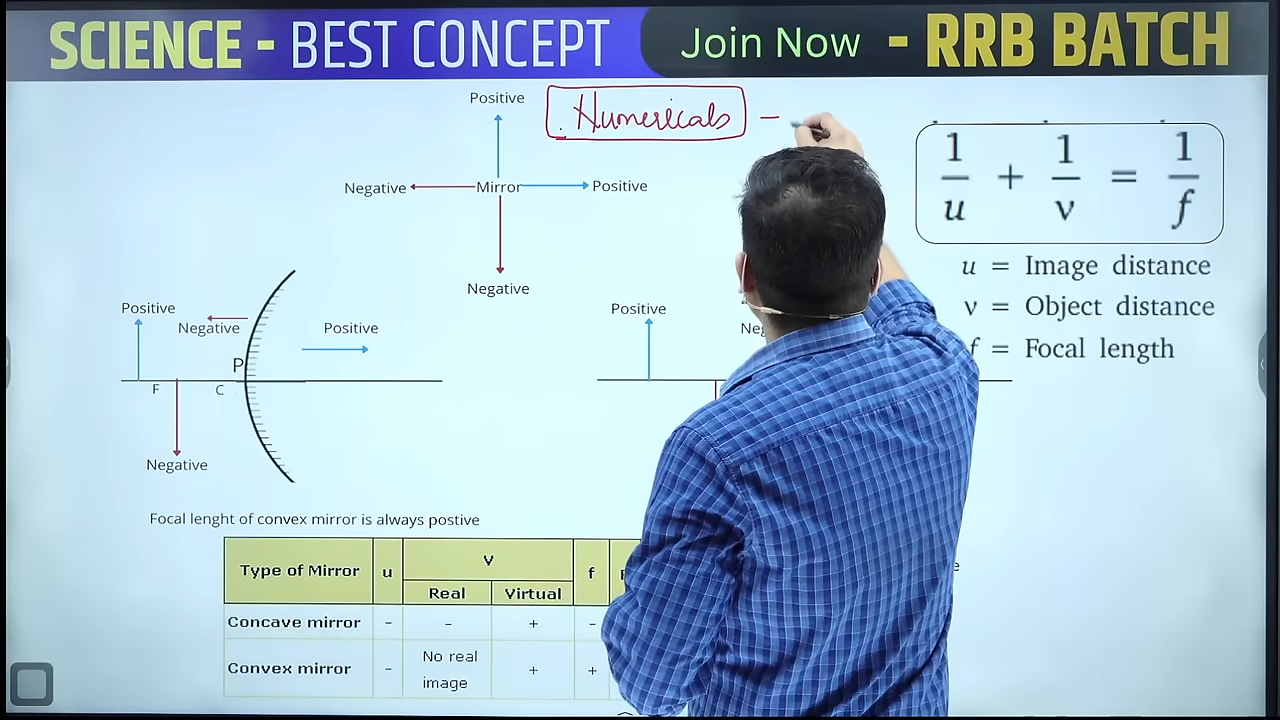 SCIENCE - BEST CONCEPT Join Now - RRB BATCH
Positive
Numericals -
Negative Mirror Positive
Negative
1/u + 1/v = 1/f
u = Image distance
v = Object distance
f = Focal length
Positive
Negative
Positive
P
F
C
Negative
Positive
Focal lenght of convex mirror is always postive
Type of Mirror u V f
Real Virtual
Concave mirror - - + -
Convex mirror - No real image + +